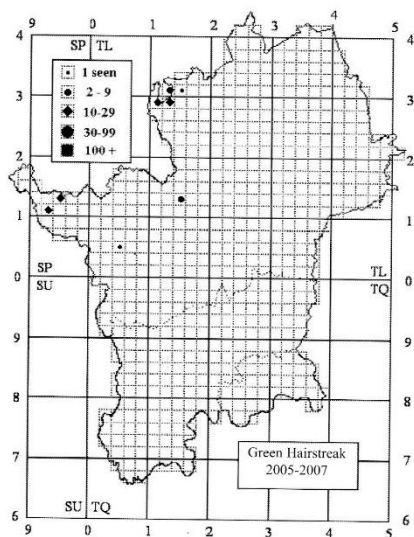 9 0 1 2 3 4 5
4 SP TL 4
1 seen
2 - 9
10-29
30-99
100 +
3 3
2 2
1 1
0 SP TL 0
SU TQ
9 9
8 8
7 7
Green Hairstreak
2005-2007
6 SU TQ 6
9 0 1 2 3 4 5